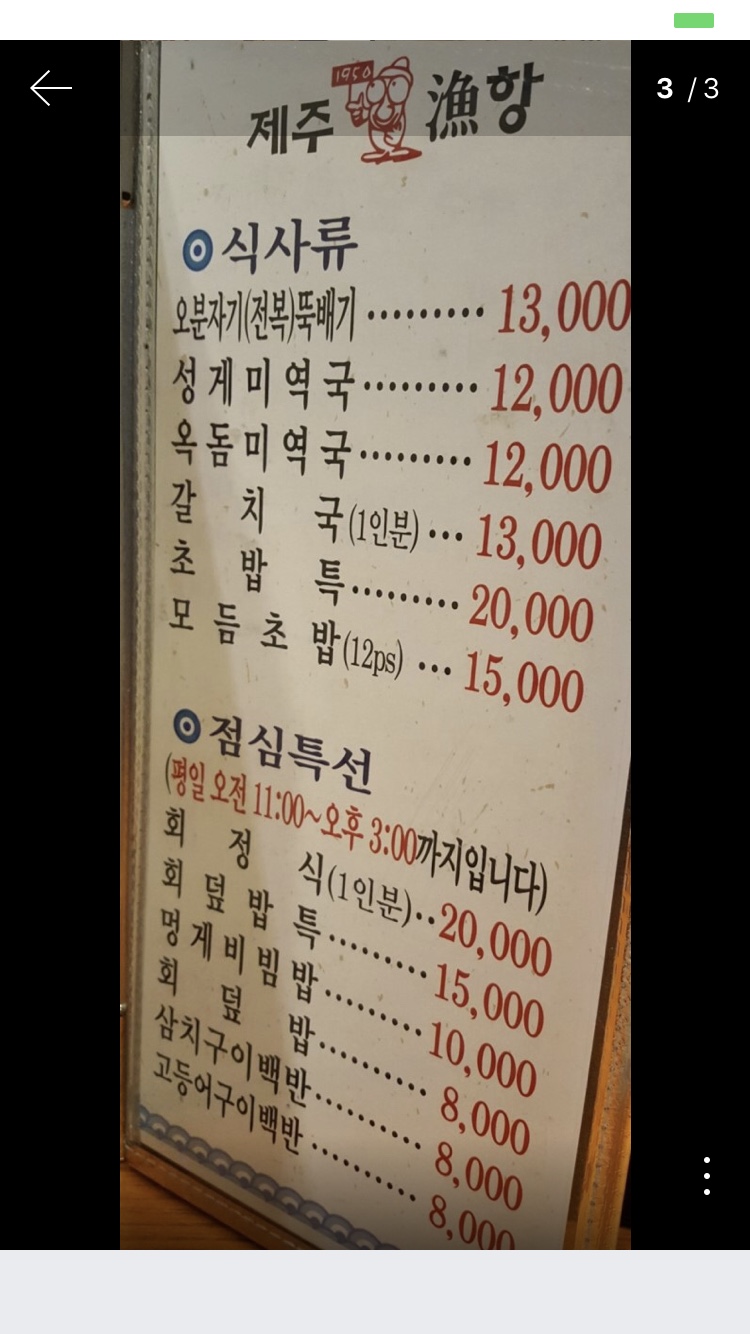 3 / 3
1950
제주 漁항
식사류
오분자기(전복)뚝배기 ......... 13,000
성게미역국 ......... 12,000
옥돔미역국 ......... 12,000
갈치국(1인분) ... 13,000
초밥특 ......... 20,000
모듬초밥(12ps) ... 15,000
점심특선
(평일 오전 11:00~오후 3:00까지입니다)
회정식(1인분) .. 20,000
회덮밥특 ......... 15,000
멍게비빔밥 ......... 10,000
회덮밥 .......... 8,000
삼치구이백반 .......... 8,000
고등어구이백반 .......... 8,000